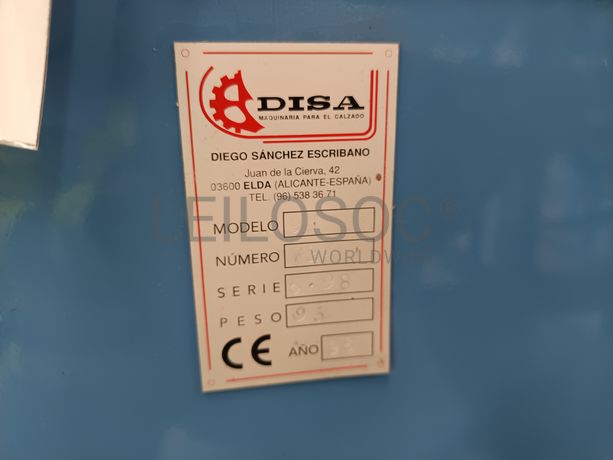 DISA
MAQUINARIA PARA EL CALZADO
DIEGO SÁNCHEZ ESCRIBANO
Juan de la Cierva, 42
03600 ELDA (ALICANTE-ESPAÑA)
TEL. (96) 538 36 71
LEILOSOC®
WORLDWIDE
MODELO
NÚMERO
SERIE
PESO
CE AÑO